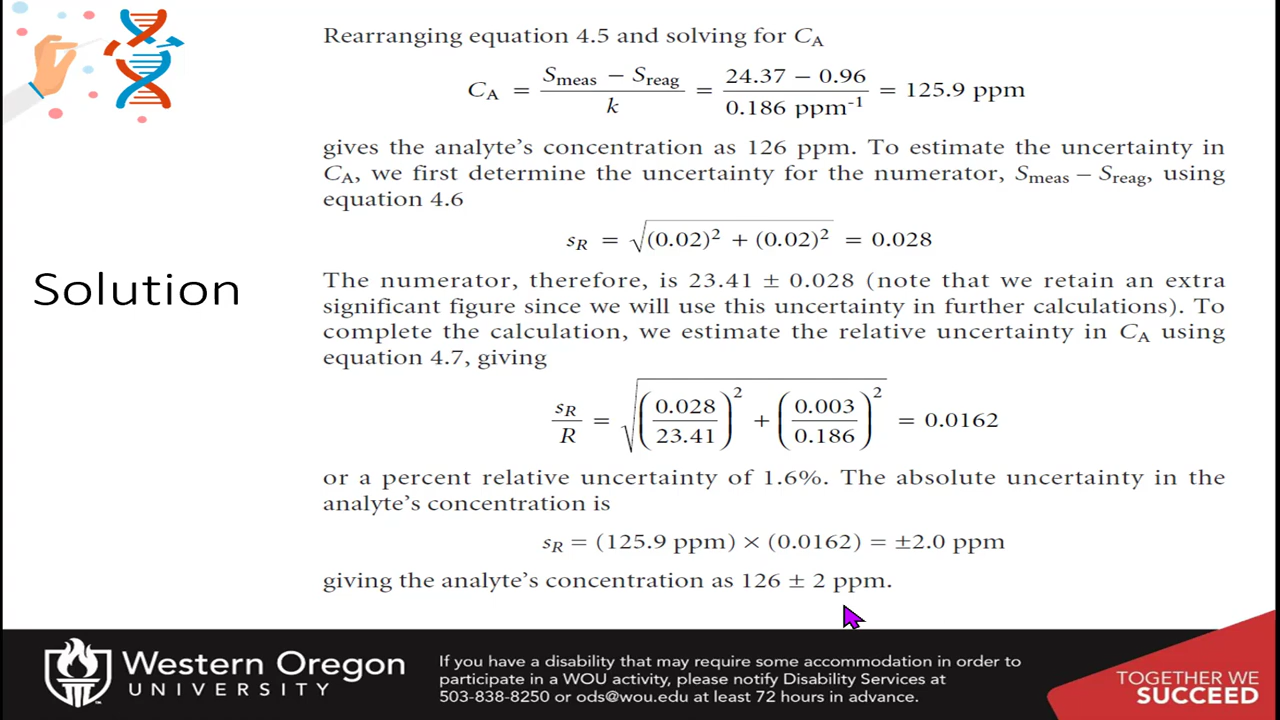 Rearranging equation 4.5 and solving for C_A
C_A = (S_meas − S_reag)/k = (24.37 − 0.96)/(0.186 ppm⁻¹) = 125.9 ppm
gives the analyte's concentration as 126 ppm. To estimate the uncertainty in
C_A, we first determine the uncertainty for the numerator, S_meas − S_reag, using
equation 4.6
s_R = √((0.02)² + (0.02)²) = 0.028
Solution
The numerator, therefore, is 23.41 ± 0.028 (note that we retain an extra
significant figure since we will use this uncertainty in further calculations). To
complete the calculation, we estimate the relative uncertainty in C_A using
equation 4.7, giving
s_R/R = √((0.028/23.41)² + (0.003/0.186)²) = 0.0162
or a percent relative uncertainty of 1.6%. The absolute uncertainty in the
analyte's concentration is
s_R = (125.9 ppm) × (0.0162) = ±2.0 ppm
giving the analyte's concentration as 126 ± 2 ppm.
Western Oregon
UNIVERSITY
If you have a disability that may require some accommodation in order to
participate in a WOU activity, please notify Disability Services at
503-838-8250 or ods@wou.edu at least 72 hours in advance.
TOGETHER WE
SUCCEED